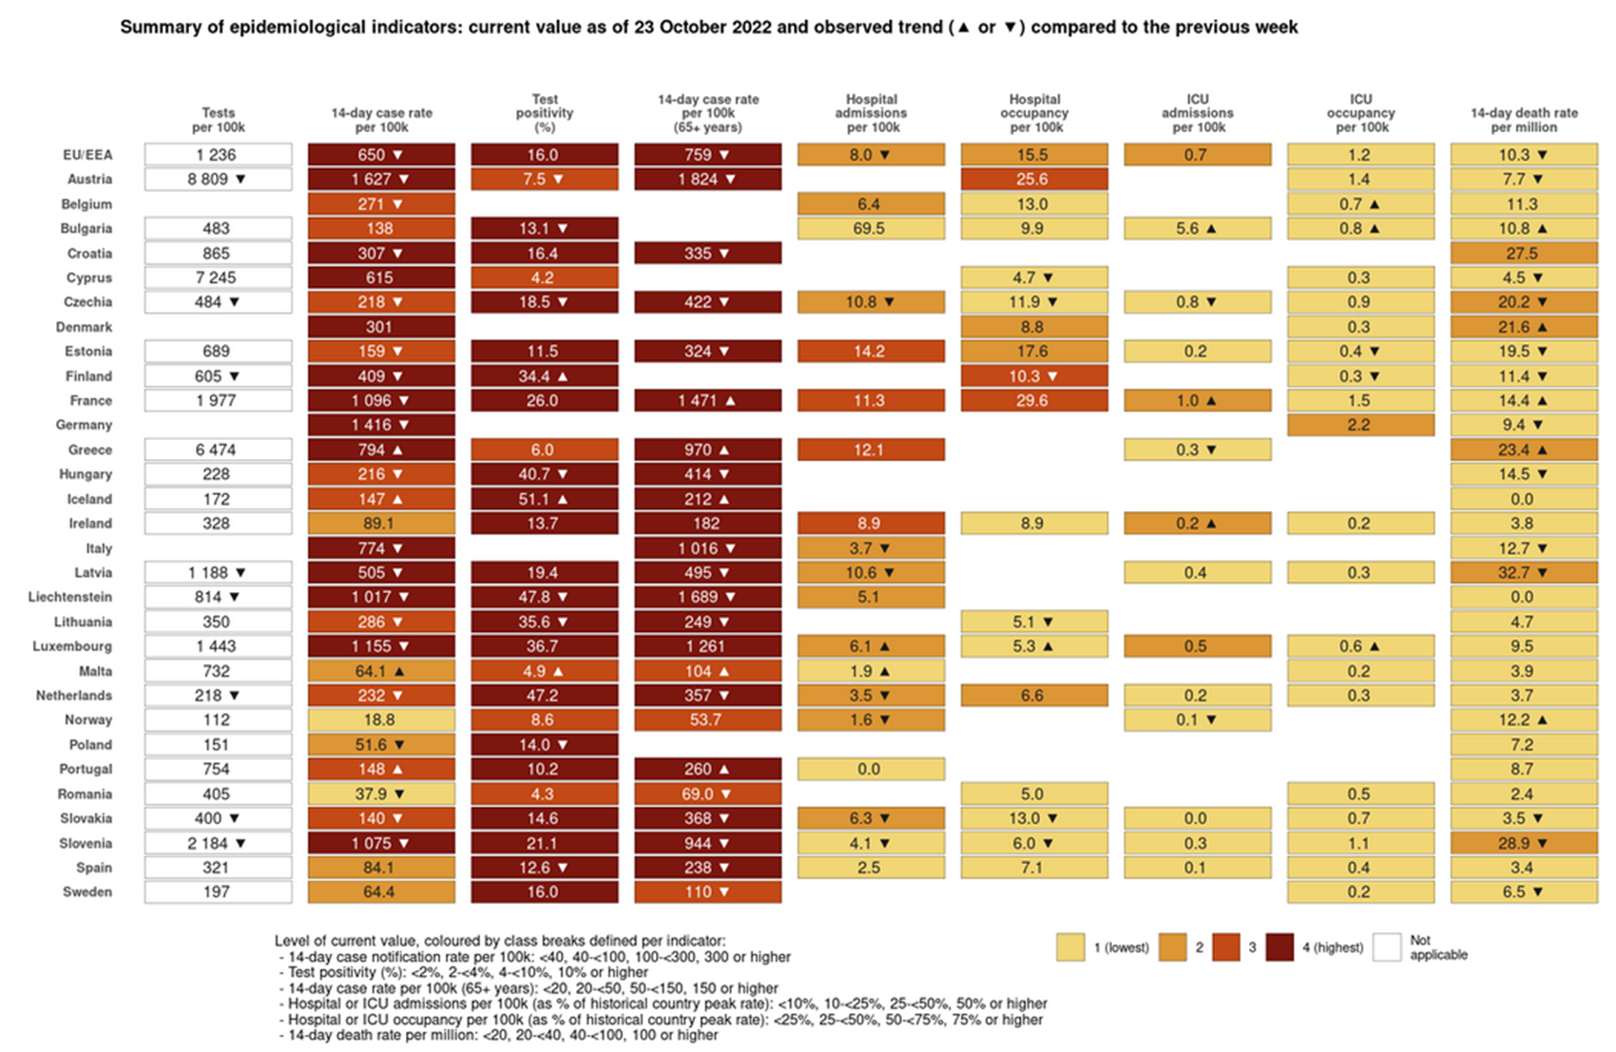 Summary of epidemiological indicators: current value as of 23 October 2022 and observed trend (▲ or ▼) compared to the previous week
Tests per 100k
14-day case rate per 100k
Test positivity (%)
14-day case rate per 100k (65+ years)
Hospital admissions per 100k
Hospital occupancy per 100k
ICU admissions per 100k
ICU occupancy per 100k
14-day death rate per million
EU/EEA 1 236 650 ▼ 16.0 759 ▼ 8.0 ▼ 15.5 0.7 1.2 10.3 ▼
Austria 8 809 ▼ 1 627 ▼ 7.5 ▼ 1 824 ▼ 25.6 1.4 7.7 ▼
Belgium 271 ▼ 6.4 13.0 0.7 ▲ 11.3
Bulgaria 483 138 13.1 ▼ 69.5 9.9 5.6 ▲ 0.8 ▲ 10.8 ▲
Croatia 865 307 ▼ 16.4 335 ▼ 27.5
Cyprus 7 245 615 4.2 4.7 ▼ 0.3 4.5 ▼
Czechia 484 ▼ 218 ▼ 18.5 ▼ 422 ▼ 10.8 ▼ 11.9 ▼ 0.8 ▼ 0.9 20.2 ▼
Denmark 301 8.8 0.3 21.6 ▲
Estonia 689 159 ▼ 11.5 324 ▼ 14.2 17.6 0.2 0.4 ▼ 19.5 ▼
Finland 605 ▼ 409 ▼ 34.4 ▲ 10.3 ▼ 0.3 ▼ 11.4 ▼
France 1 977 1 096 ▼ 26.0 1 471 ▲ 11.3 29.6 1.0 ▲ 1.5 14.4 ▲
Germany 1 416 ▼ 2.2 9.4 ▼
Greece 6 474 794 ▲ 6.0 970 ▲ 12.1 0.3 ▼ 23.4 ▲
Hungary 228 216 ▼ 40.7 ▼ 414 ▼ 14.5 ▼
Iceland 172 147 ▲ 51.1 ▲ 212 ▲ 0.0
Ireland 328 89.1 13.7 182 8.9 8.9 0.2 ▲ 0.2 3.8
Italy 774 ▼ 1 016 ▼ 3.7 ▼ 12.7 ▼
Latvia 1 188 ▼ 505 ▼ 19.4 495 ▼ 10.6 ▼ 0.4 0.3 32.7 ▼
Liechtenstein 814 ▼ 1 017 ▼ 47.8 ▼ 1 689 ▼ 5.1 0.0
Lithuania 350 286 ▼ 35.6 ▼ 249 ▼ 5.1 ▼ 4.7
Luxembourg 1 443 1 155 ▼ 36.7 1 261 6.1 ▲ 5.3 ▲ 0.5 0.6 ▲ 9.5
Malta 732 64.1 ▲ 4.9 ▲ 104 ▲ 1.9 ▲ 0.2 3.9
Netherlands 218 ▼ 232 ▼ 47.2 357 ▼ 3.5 ▼ 6.6 0.2 0.3 3.7
Norway 112 18.8 8.6 53.7 1.6 ▼ 0.1 ▼ 12.2 ▲
Poland 151 51.6 ▼ 14.0 ▼ 7.2
Portugal 754 148 ▲ 10.2 260 ▲ 0.0 8.7
Romania 405 37.9 ▼ 4.3 69.0 ▼ 5.0 0.5 2.4
Slovakia 400 ▼ 140 ▼ 14.6 368 ▼ 6.3 ▼ 13.0 ▼ 0.0 0.7 3.5 ▼
Slovenia 2 184 ▼ 1 075 ▼ 21.1 944 ▼ 4.1 ▼ 6.0 ▼ 0.3 1.1 28.9 ▼
Spain 321 84.1 12.6 ▼ 238 ▼ 2.5 7.1 0.1 0.4 3.4
Sweden 197 64.4 16.0 110 ▼ 0.2 6.5 ▼
Level of current value, coloured by class breaks defined per indicator:
- 14-day case notification rate per 100k: <40, 40-<100, 100-<300, 300 or higher
- Test positivity (%): <2%, 2-<4%, 4-<10%, 10% or higher
- 14-day case rate per 100k (65+ years): <20, 20-<50, 50-<150, 150 or higher
- Hospital or ICU admissions per 100k (as % of historical country peak rate): <10%, 10-<25%, 25-<50%, 50% or higher
- Hospital or ICU occupancy per 100k (as % of historical country peak rate): <25%, 25-<50%, 50-<75%, 75% or higher
- 14-day death rate per million: <20, 20-<40, 40-<100, 100 or higher
1 (lowest) 2 3 4 (highest) Not applicable